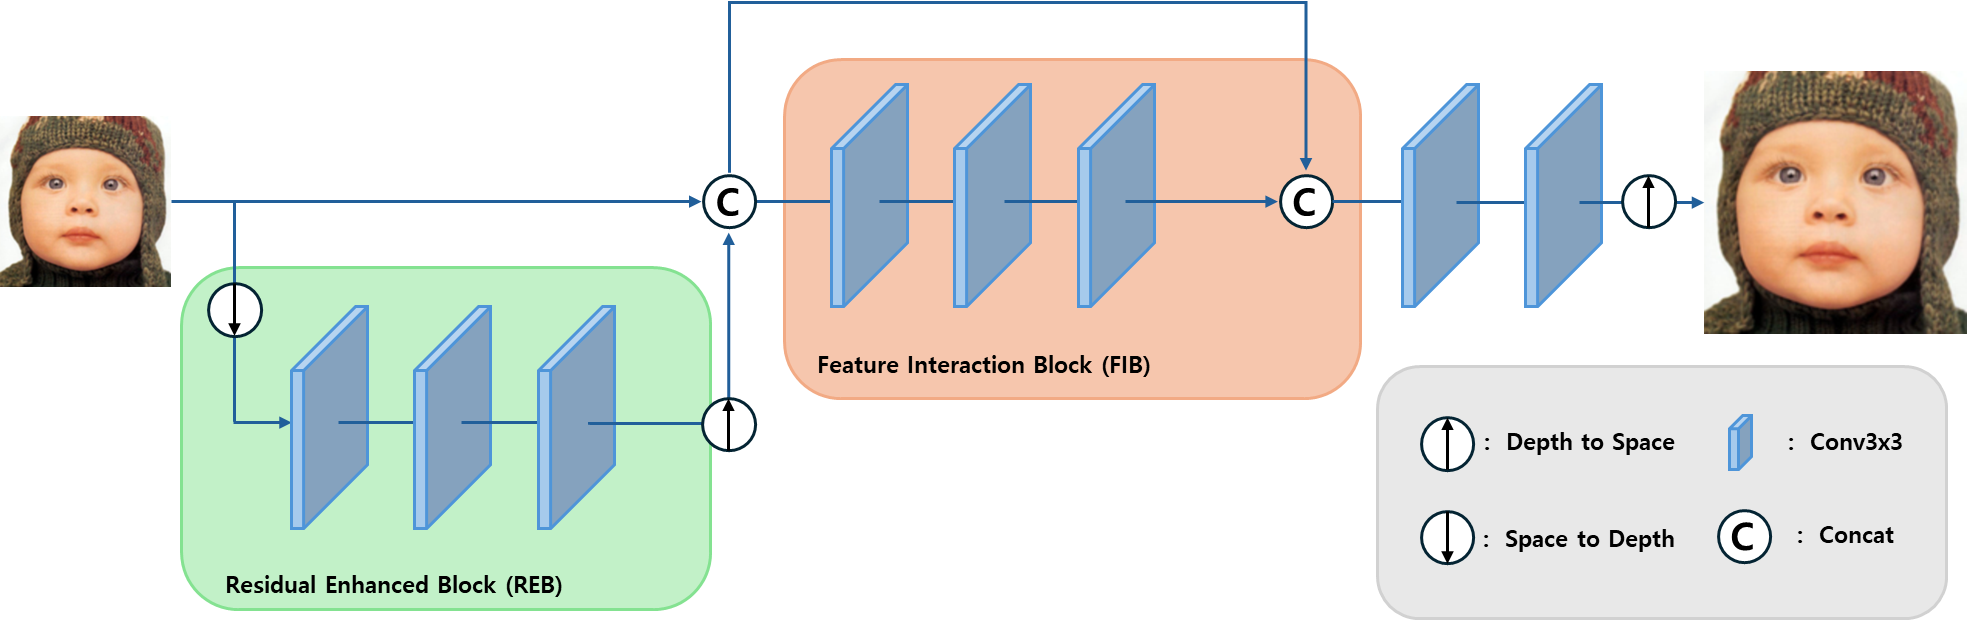 C
C
Feature Interaction Block (FIB)
Residual Enhanced Block (REB)
: Depth to Space
: Conv3x3
: Space to Depth
C : Concat